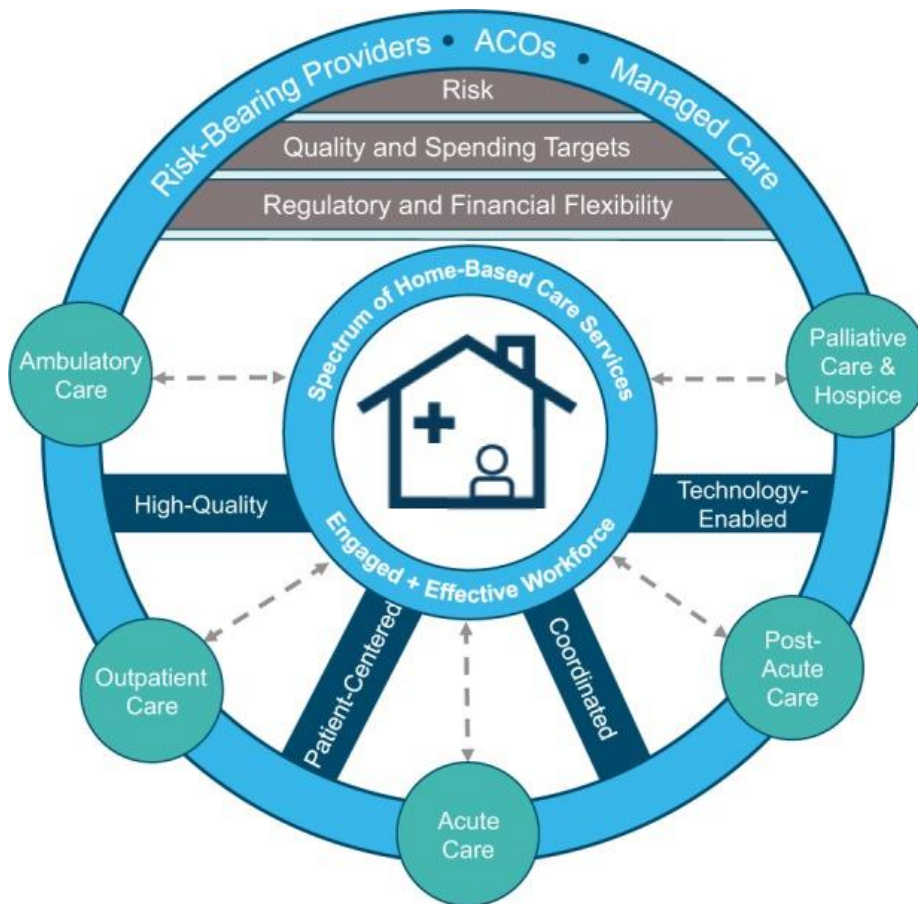 Risk-Bearing Providers • ACOs • Managed Care
Risk
Quality and Spending Targets
Regulatory and Financial Flexibility
Spectrum of Home-Based Care Services
Engaged + Effective Workforce
Ambulatory
Care
Palliative
Care &
Hospice
High-Quality
Technology-
Enabled
Patient-Centered
Coordinated
Outpatient
Care
Post-
Acute
Care
Acute
Care